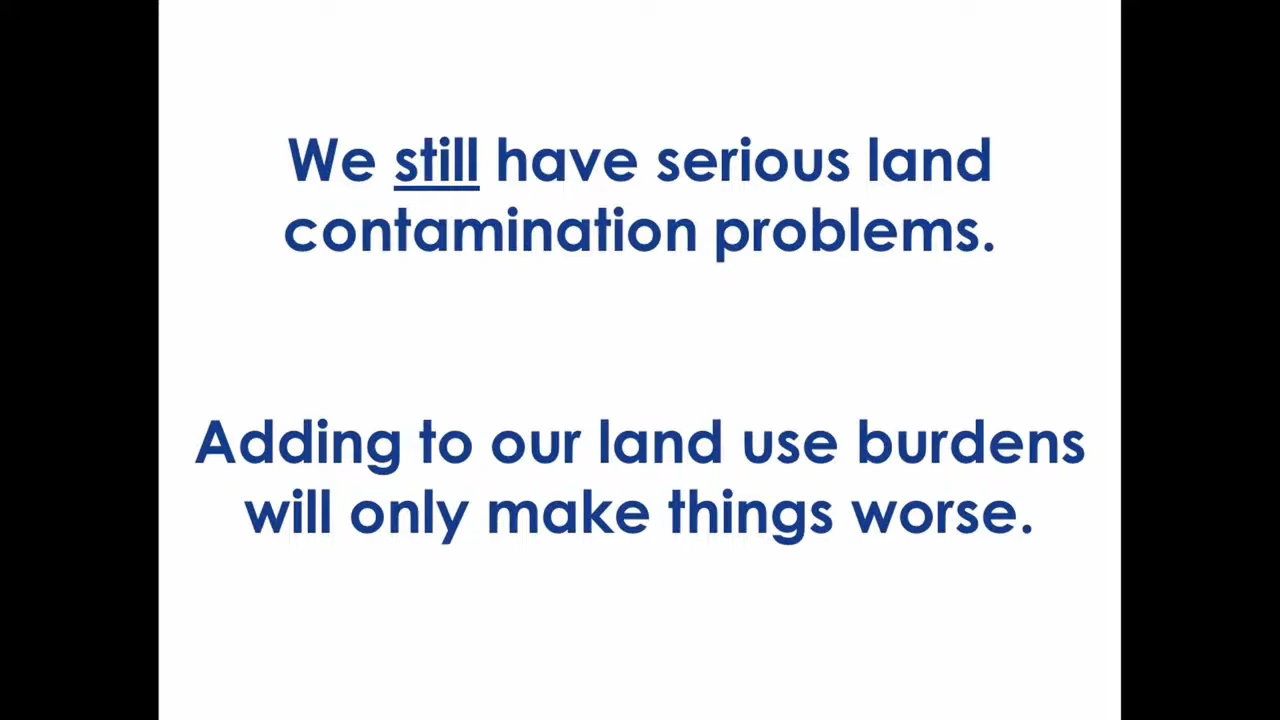 We still have serious land
contamination problems.
Adding to our land use burdens
will only make things worse.